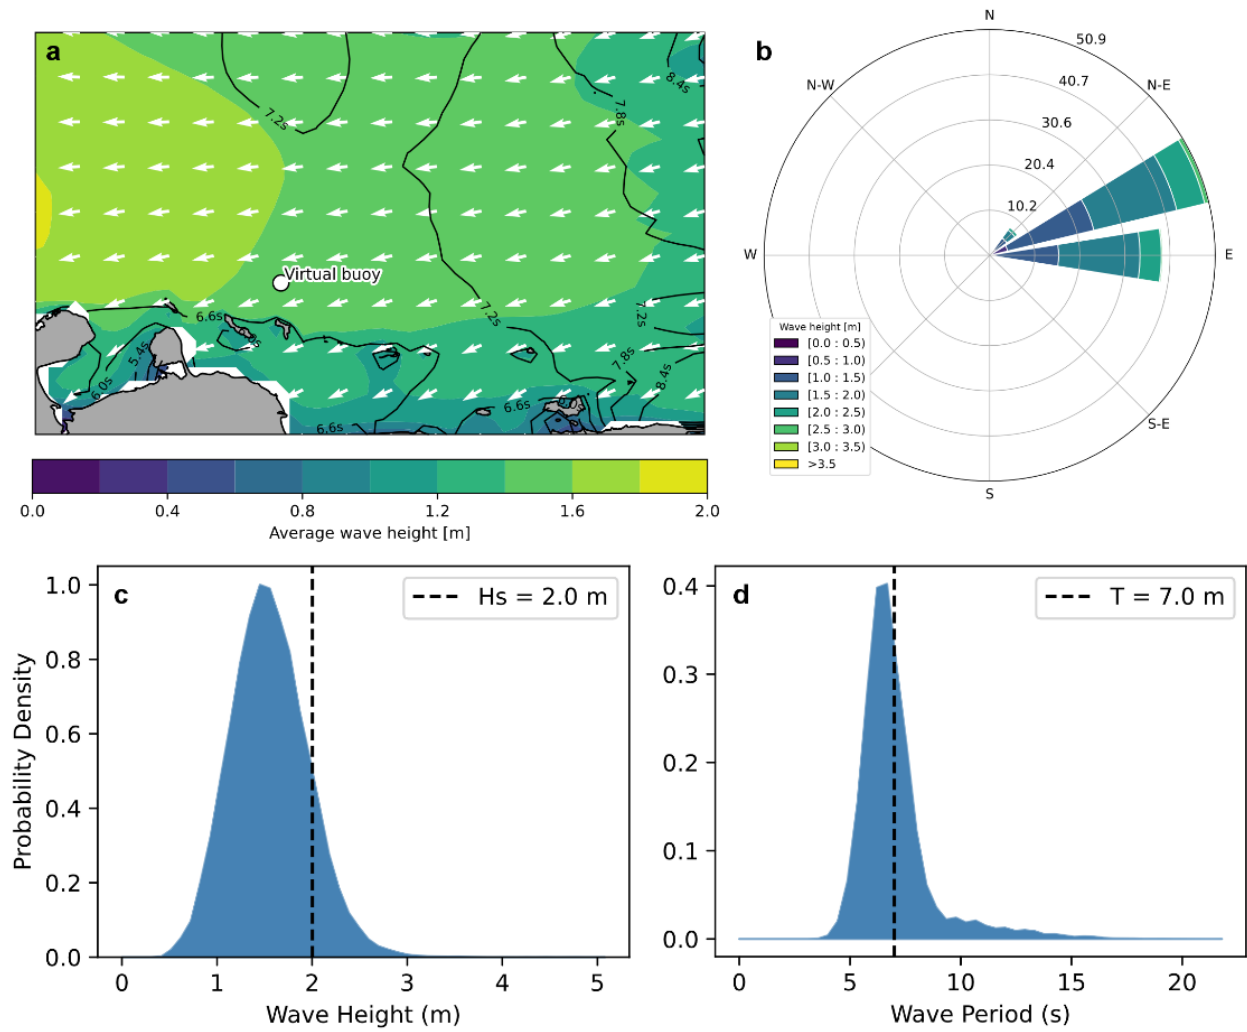 a
7.2s
7.8s
8.4s
Virtual buoy
6.6s
7.2s
7.2s
5.4s
6.0s
7.8s
8.4s
6.6s
6.6s
0.0
0.4
0.8
1.2
1.6
2.0
Average wave height [m]
b
N
50.9
N-W
40.7
N-E
30.6
20.4
10.2
W
E
Wave height [m]
[0.0 : 0.5)
[0.5 : 1.0)
[1.0 : 1.5)
[1.5 : 2.0)
[2.0 : 2.5)
[2.5 : 3.0)
[3.0 : 3.5)
>3.5
S-E
S
c
Hs = 2.0 m
1.0
0.8
0.6
0.4
0.2
0.0
Probability Density
0
1
2
3
4
5
Wave Height (m)
d
T = 7.0 m
0.4
0.3
0.2
0.1
0.0
0
5
10
15
20
Wave Period (s)